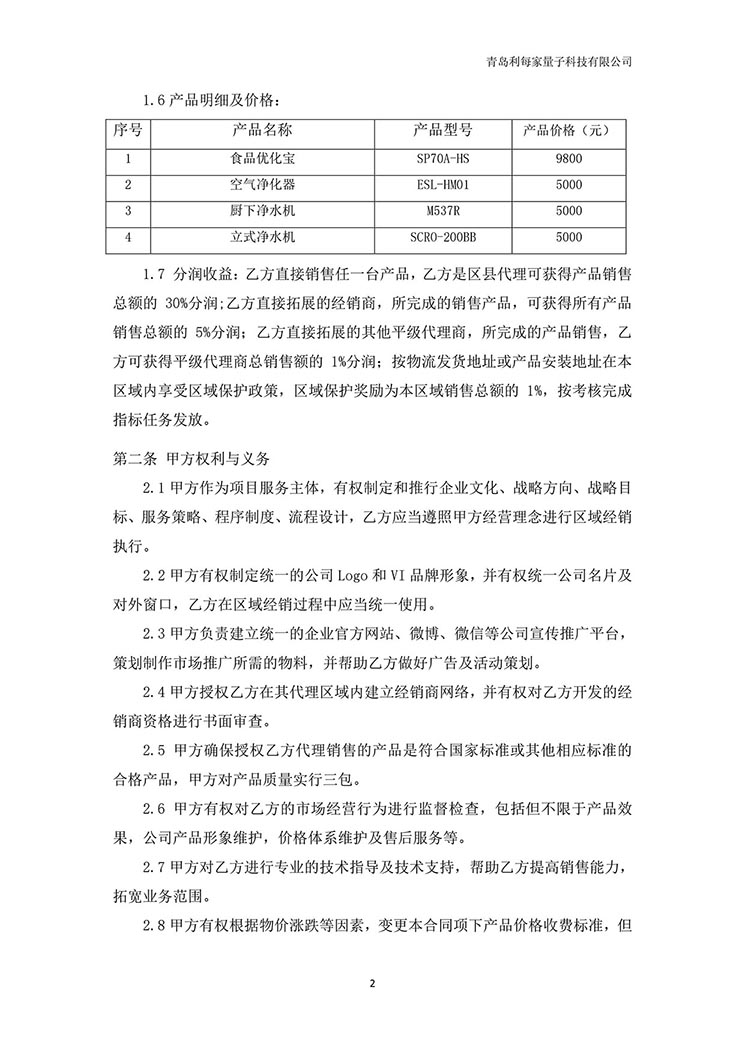 青岛利每家量子科技有限公司
1.6 产品明细及价格：
序号 产品名称 产品型号 产品价格（元）
1 食品优化宝 SP70A-HS 9800
2 空气净化器 ESL-HM01 5000
3 厨下净水机 M537R 5000
4 立式净水机 SCRO-200BB 5000
1.7 分润收益：乙方直接销售任一台产品，乙方是区县代理可获得产品销售
总额的 30%分润;乙方直接拓展的经销商，所完成的销售产品，可获得所有产品
销售总额的 5%分润；乙方直接拓展的其他平级代理商，所完成的产品销售，乙
方可获得平级代理商总销售额的 1%分润；按物流发货地址或产品安装地址在本
区域内享受区域保护政策，区域保护奖励为本区域销售总额的 1%，按考核完成
指标任务发放。
第二条 甲方权利与义务
2.1 甲方作为项目服务主体，有权制定和推行企业文化、战略方向、战略目
标、服务策略、程序制度、流程设计，乙方应当遵照甲方经营理念进行区域经销
执行。
2.2 甲方有权制定统一的公司 Logo 和 VI 品牌形象，并有权统一公司名片及
对外窗口，乙方在区域经销过程中应当统一使用。
2.3 甲方负责建立统一的企业官方网站、微博、微信等公司宣传推广平台，
策划制作市场推广所需的物料，并帮助乙方做好广告及活动策划。
2.4 甲方授权乙方在其代理区域内建立经销商网络，并有权对乙方开发的经
销商资格进行书面审查。
2.5 甲方确保授权乙方代理销售的产品是符合国家标准或其他相应标准的
合格产品，甲方对产品质量实行三包。
2.6 甲方有权对乙方的市场经营行为进行监督检查，包括但不限于产品效
果，公司产品形象维护，价格体系维护及售后服务等。
2.7 甲方对乙方进行专业的技术指导及技术支持，帮助乙方提高销售能力，
拓宽业务范围。
2.8 甲方有权根据物价涨跌等因素，变更本合同项下产品价格收费标准，但
2